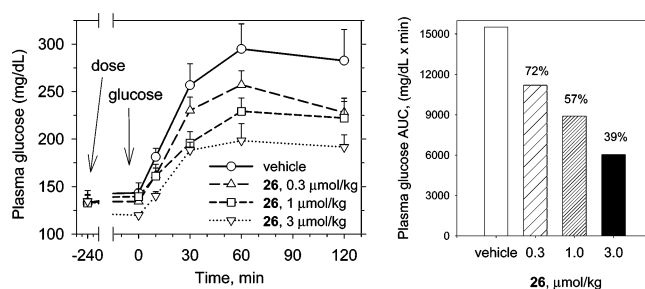 Plasma glucose (mg/dL)
300
250
200
150
100
dose
glucose
vehicle
26, 0.3 μmol/kg
26, 1 μmol/kg
26, 3 μmol/kg
-240 0 30 60 90 120
Time, min
Plasma glucose AUC, (mg/dL x min)
15000
12000
9000
6000
3000
0
72%
57%
39%
vehicle 0.3 1.0 3.0
26, μmol/kg